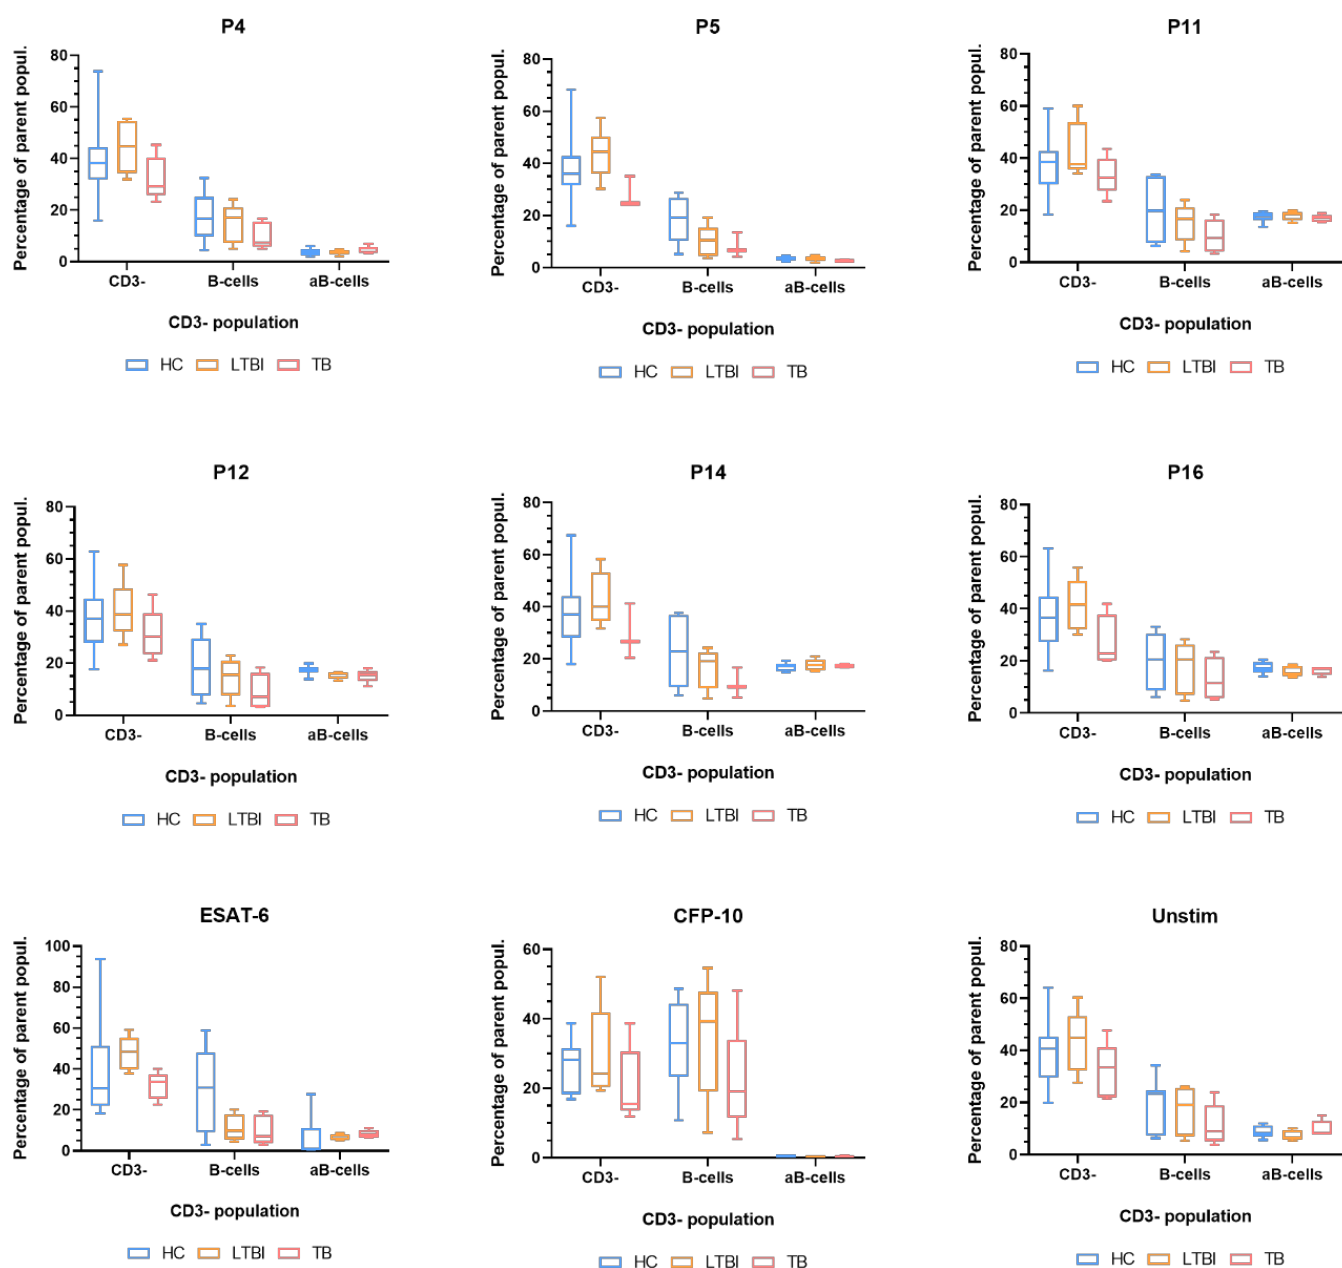 P4
Percentage of parent popul.
80
60
40
20
0
CD3- B-cells aB-cells
CD3- population
HC LTBI TB
P5
Percentage of parent popul.
80
60
40
20
0
CD3- B-cells aB-cells
CD3- population
HC LTBI TB
P11
Percentage of parent popul.
80
60
40
20
0
CD3- B-cells aB-cells
CD3- population
HC LTBI TB
P12
Percentage of parent popul.
80
60
40
20
0
CD3- B-cells aB-cells
CD3- population
HC LTBI TB
P14
Percentage of parent popul.
80
60
40
20
0
CD3- B-cells aB-cells
CD3- population
HC LTBI TB
P16
Percentage of parent popul.
80
60
40
20
0
CD3- B-cells aB-cells
CD3- population
HC LTBI TB
ESAT-6
Percentage of parent popul.
100
80
60
40
20
0
CD3- B-cells aB-cells
CD3- population
HC LTBI TB
CFP-10
Percentage of parent popul.
60
40
20
0
CD3- B-cells aB-cells
CD3- population
HC LTBI TB
Unstim
Percentage of parent popul.
80
60
40
20
0
CD3- B-cells aB-cells
CD3- population
HC LTBI TB